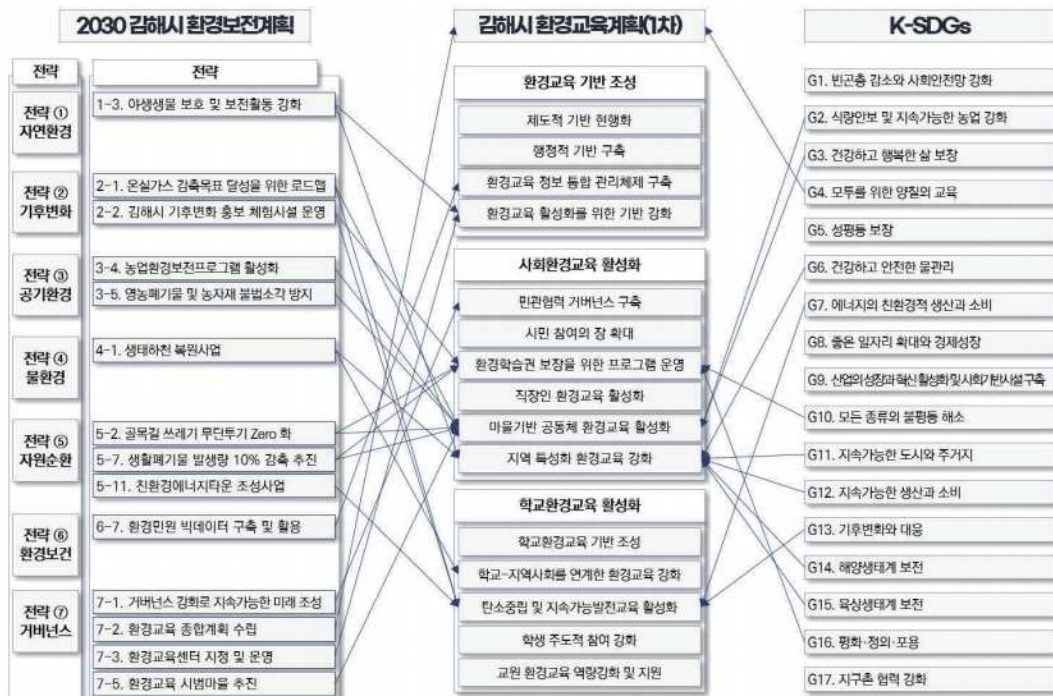 2030 김해시 환경보전계획
전략
전략
전략 ①
자연환경
1-3. 야생생물 보호 및 보전활동 강화
전략 ②
기후변화
2-1. 온실가스 감축목표 달성을 위한 로드맵
2-2. 김해시 기후변화 홍보 체험시설 운영
전략 ③
공기환경
3-4. 농업환경보전프로그램 활성화
3-5. 영농폐기물 및 농자재 불법소각 방지
전략 ④
물환경
4-1. 생태하천 복원사업
전략 ⑤
자원순환
5-2. 골목길 쓰레기 무단투기 Zero 화
5-7. 생활폐기물 발생량 10% 감축 추진
5-11. 친환경에너지타운 조성사업
전략 ⑥
환경보건
6-7. 환경민원 빅데이터 구축 및 활용
전략 ⑦
거버넌스
7-1. 거버넌스 강화로 지속가능한 미래 조성
7-2. 환경교육 종합계획 수립
7-3. 환경교육센터 지정 및 운영
7-5. 환경교육 시범마을 추진
김해시 환경교육계획(1차)
환경교육 기반 조성
제도적 기반 현행화
행정적 기반 구축
환경교육 정보 통합 관리체제 구축
환경교육 활성화를 위한 기반 강화
사회환경교육 활성화
민관협력 거버넌스 구축
시민 참여의 장 확대
환경학습권 보장을 위한 프로그램 운영
직장인 환경교육 활성화
마을기반 공동체 환경교육 활성화
지역 특성화 환경교육 강화
학교환경교육 활성화
학교환경교육 기반 조성
학교-지역사회를 연계한 환경교육 강화
탄소중립 및 지속가능발전교육 활성화
학생 주도적 참여 강화
교원 환경교육 역량강화 및 지원
K-SDGs
G1. 빈곤층 감소와 사회안전망 강화
G2. 식량안보 및 지속가능한 농업 강화
G3. 건강하고 행복한 삶 보장
G4. 모두를 위한 양질의 교육
G5. 성평등 보장
G6. 건강하고 안전한 물관리
G7. 에너지의 친환경적 생산과 소비
G8. 좋은 일자리 확대와 경제성장
G9. 산업의 성장과 혁신 활성화 및 사회기반시설 구축
G10. 모든 종류의 불평등 해소
G11. 지속가능한 도시와 주거지
G12. 지속가능한 생산과 소비
G13. 기후변화와 대응
G14. 해양생태계 보전
G15. 육상생태계 보전
G16. 평화·정의·포용
G17. 지구촌 협력 강화